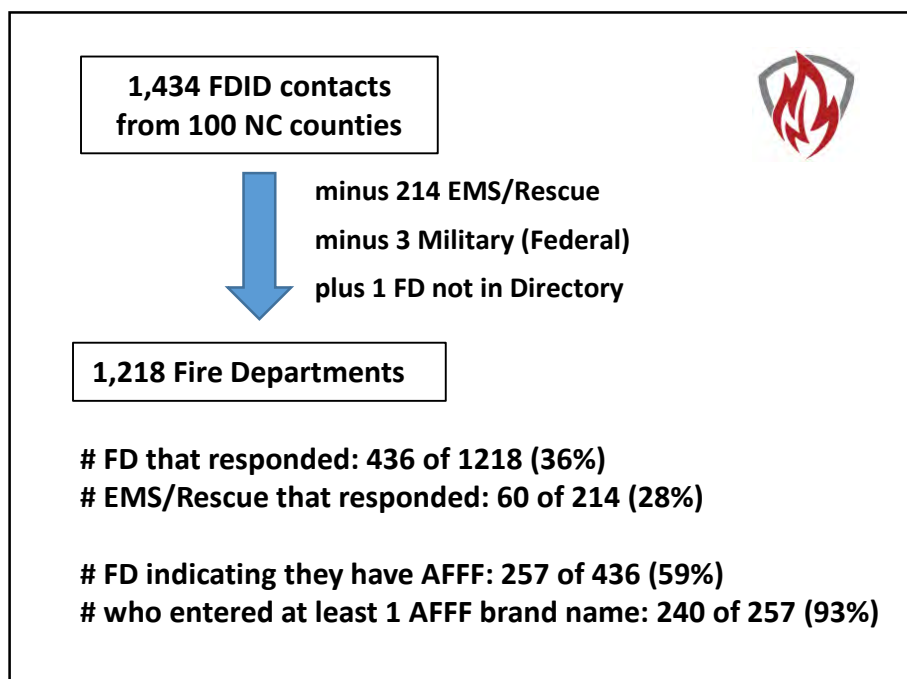 1,434 FDID contacts
from 100 NC counties
minus 214 EMS/Rescue
minus 3 Military (Federal)
plus 1 FD not in Directory
1,218 Fire Departments
# FD that responded: 436 of 1218 (36%)
# EMS/Rescue that responded: 60 of 214 (28%)
# FD indicating they have AFFF: 257 of 436 (59%)
# who entered at least 1 AFFF brand name: 240 of 257 (93%)